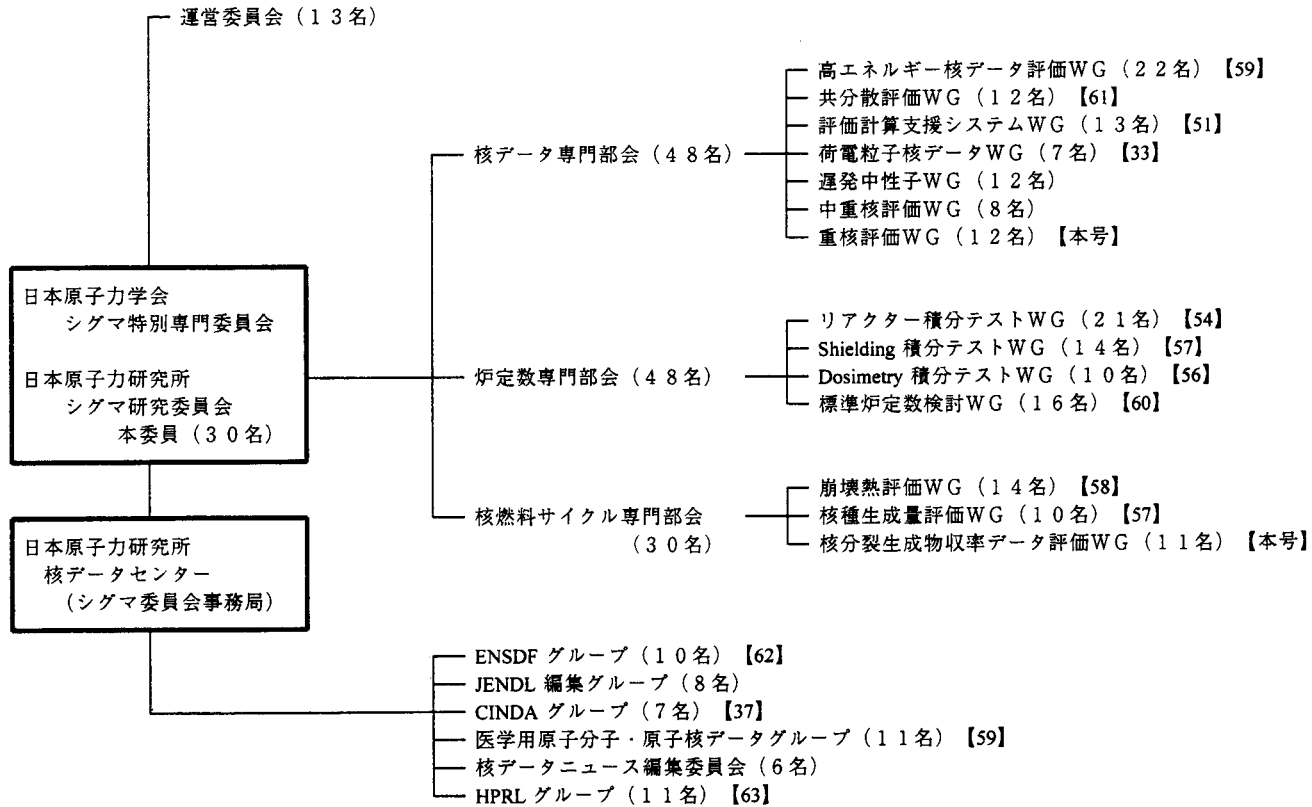 運営委員会(13名)
高エネルギー核データ評価WG(22名)【59】
共分散評価WG(12名)【61】
評価計算支援システムWG(13名)【51】
核データ専門部会(48名)
荷電粒子核データWG(7名)【33】
遅発中性子WG(12名)
中重核評価WG(8名)
重核評価WG(12名)【本号】
日本原子力学会
シグマ特別専門委員会
日本原子力研究所
シグマ研究委員会
本委員(30名)
リアクター積分テストWG(21名)【54】
Shielding 積分テストWG(14名)【57】
炉定数専門部会(48名)
Dosimetry 積分テストWG(10名)【56】
標準炉定数検討WG(16名)【60】
崩壊熱評価WG(14名)【58】
核燃料サイクル専門部会
(30名)
核種生成量評価WG(10名)【57】
核分裂生成物収率データ評価WG(11名)【本号】
日本原子力研究所
核データセンター
(シグマ委員会事務局)
ENSDF グループ(10名)【62】
JENDL 編集グループ(8名)
CINDA グループ(7名)【37】
医学用原子分子・原子核データグループ(11名)【59】
核データニュース編集委員会(6名)
HPRL グループ(11名)【63】